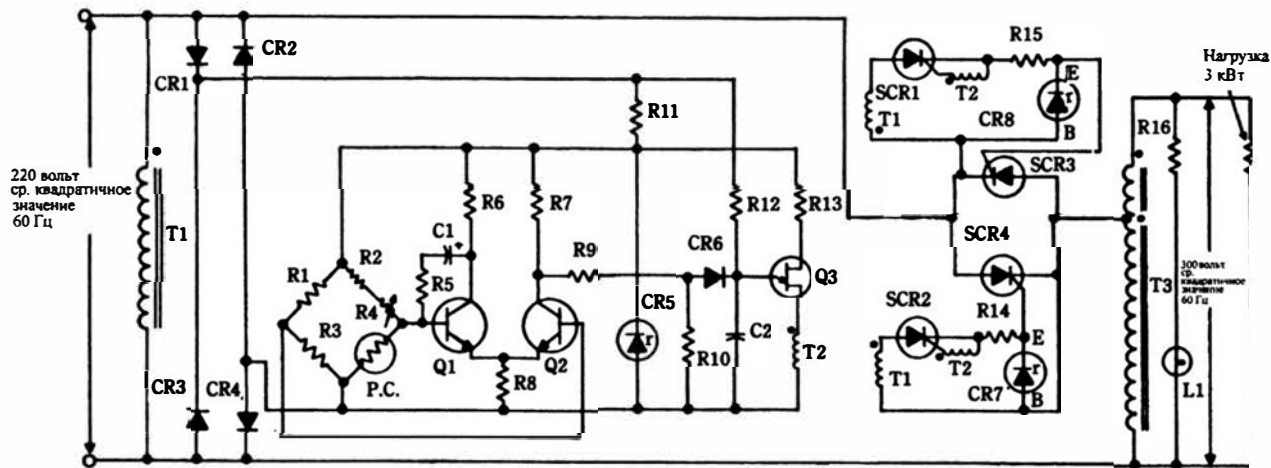 CR1
CR2
R15
Нагрузка
3 кВт
SCR1
T2
E
r
T1
CR8
B
R11
R16
220 вольт
ср. квадратичное
значение
60 Гц
T1
SCR3
R6
R7
R12
R13
C1
R9
CR6
SCR4
Q3
R1
R2
R5
R4
R3
CR5
r
SCR2
R14
T3
300 вольт
ср.
квадратичное
значение
60 Гц
C2
T2
Q1
Q2
R10
T1
T2
E
r
CR3
CR4
P.C.
R8
CR7
B
L1